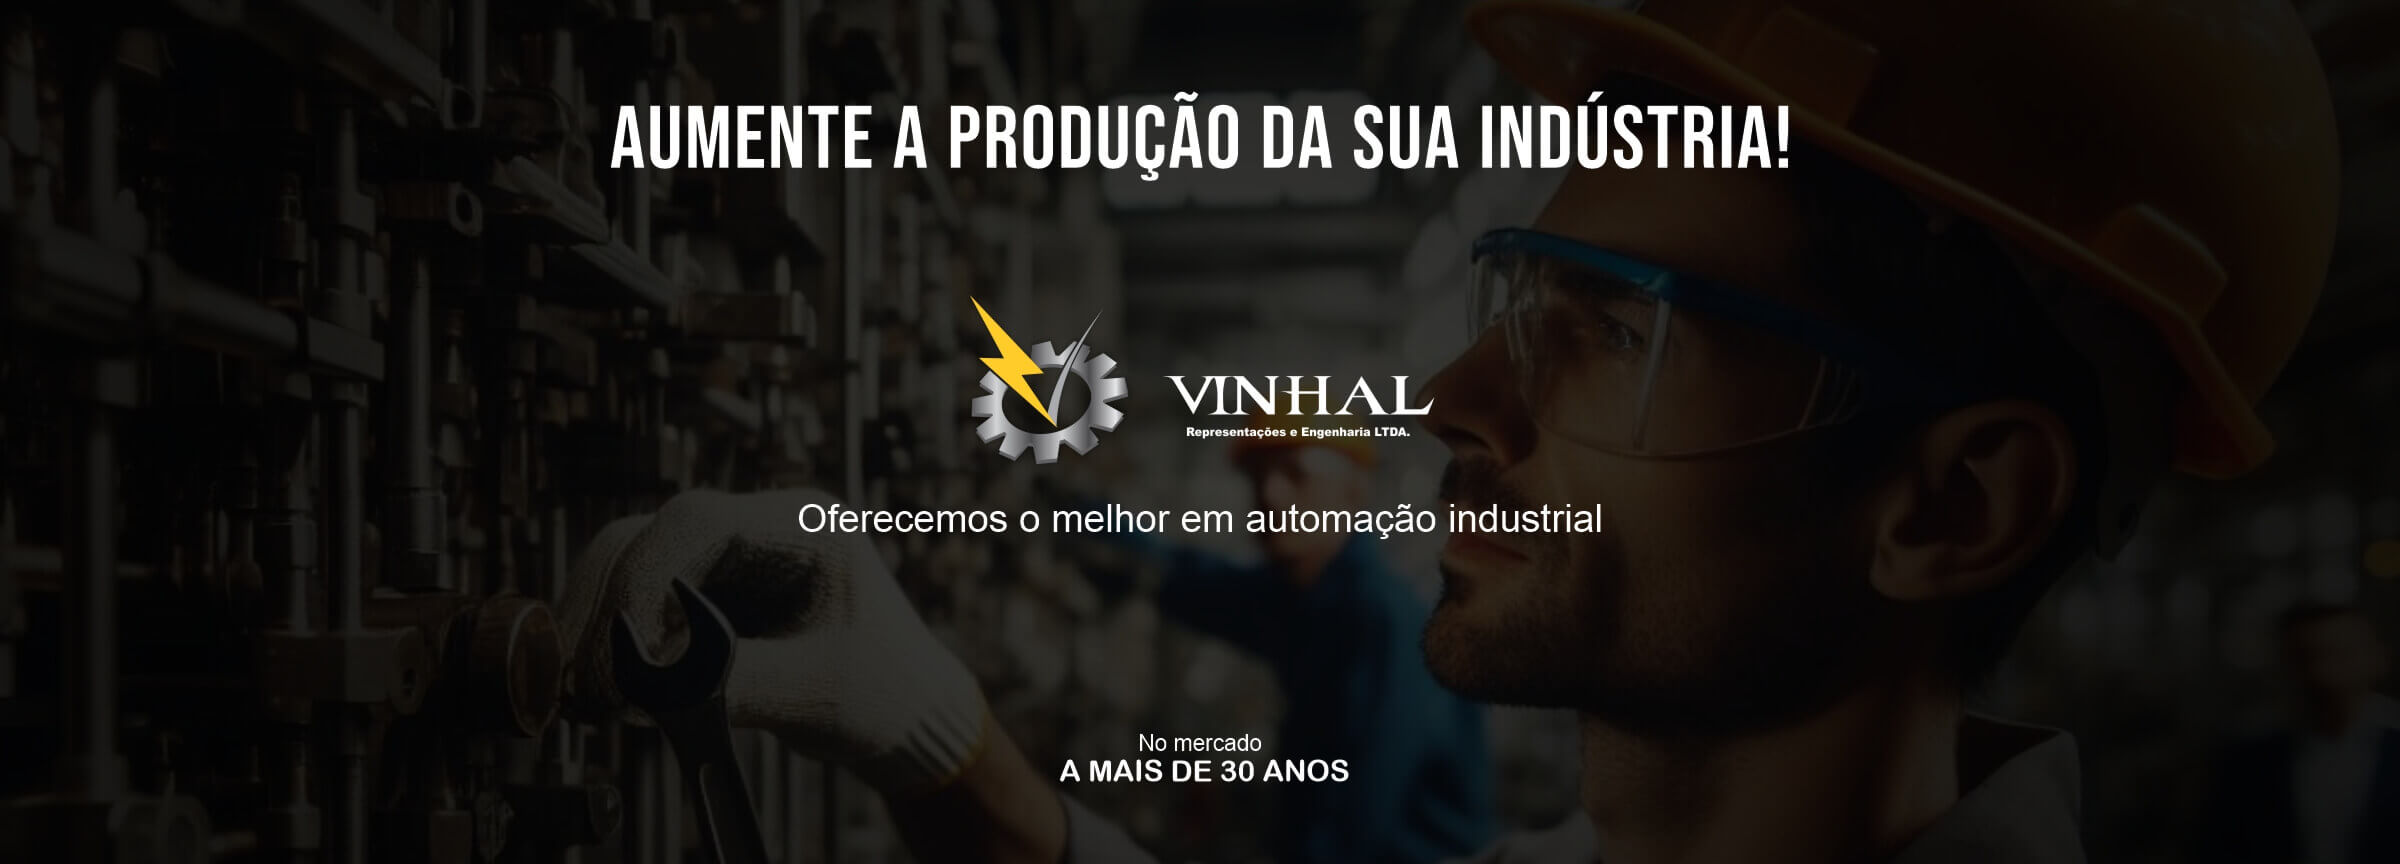 AUMENTE A PRODUÇÃO DA SUA INDÚSTRIA!
VINHAL
Representações e Engenharia LTDA.
Oferecemos o melhor em automação industrial
No mercado
A MAIS DE 30 ANOS